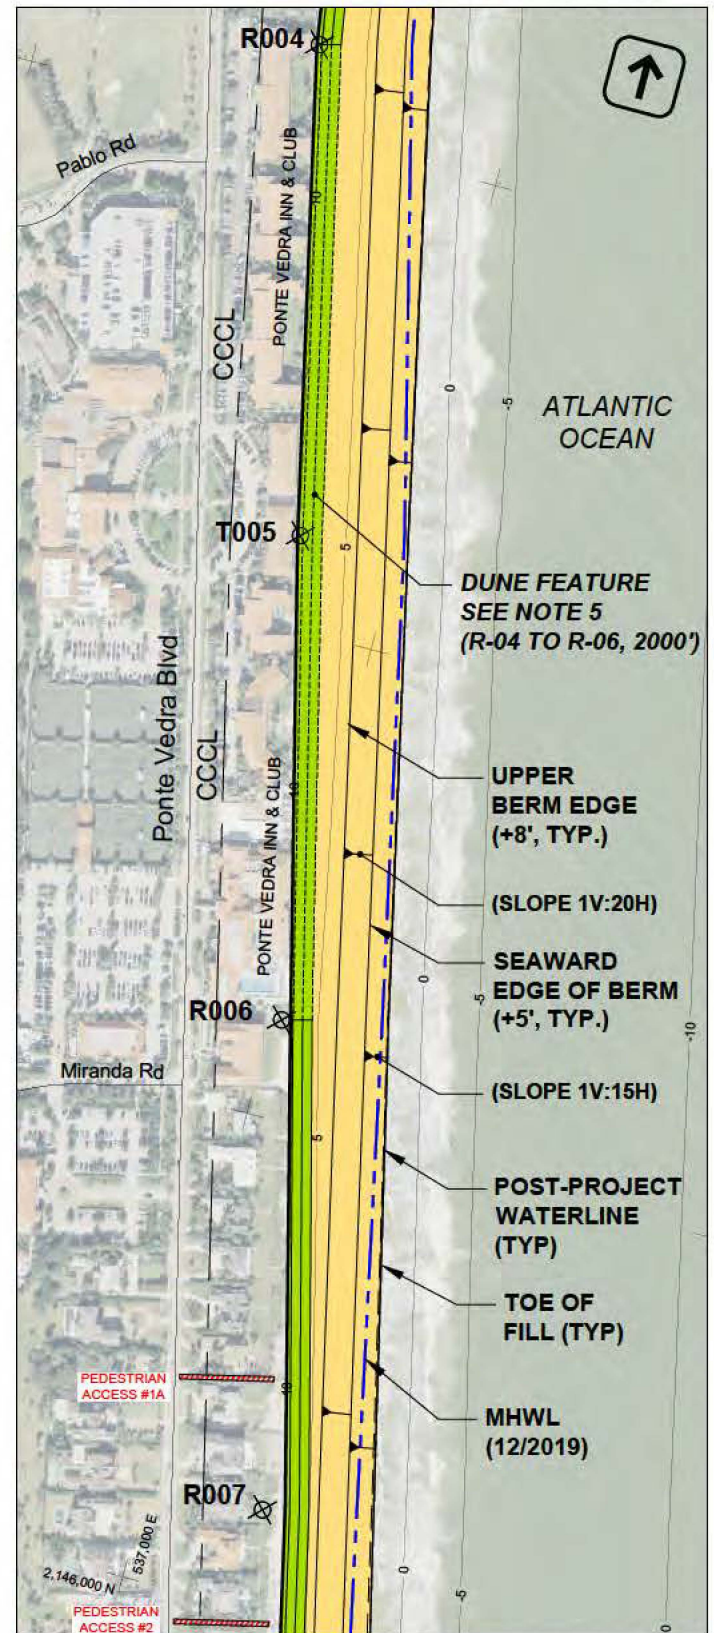 R004
Pablo Rd
PONTE VEDRA INN & CLUB
10
CCCL
0
-5
ATLANTIC
OCEAN
T005
5
DUNE FEATURE
SEE NOTE 5
(R-04 TO R-06, 2000')
Ponte Vedra Blvd
CCCL
UPPER
BERM EDGE
(+8', TYP.)
10
PONTE VEDRA INN & CLUB
(SLOPE 1V:20H)
SEAWARD
EDGE OF BERM
(+5', TYP.)
0
-5
-10
R006
Miranda Rd
(SLOPE 1V:15H)
5
POST-PROJECT
WATERLINE
(TYP)
TOE OF
FILL (TYP)
PEDESTRIAN
ACCESS #1A
10
MHWL
(12/2019)
R007
537,000 E
2,146,000 N
0
-5
PEDESTRIAN
ACCESS #2
0